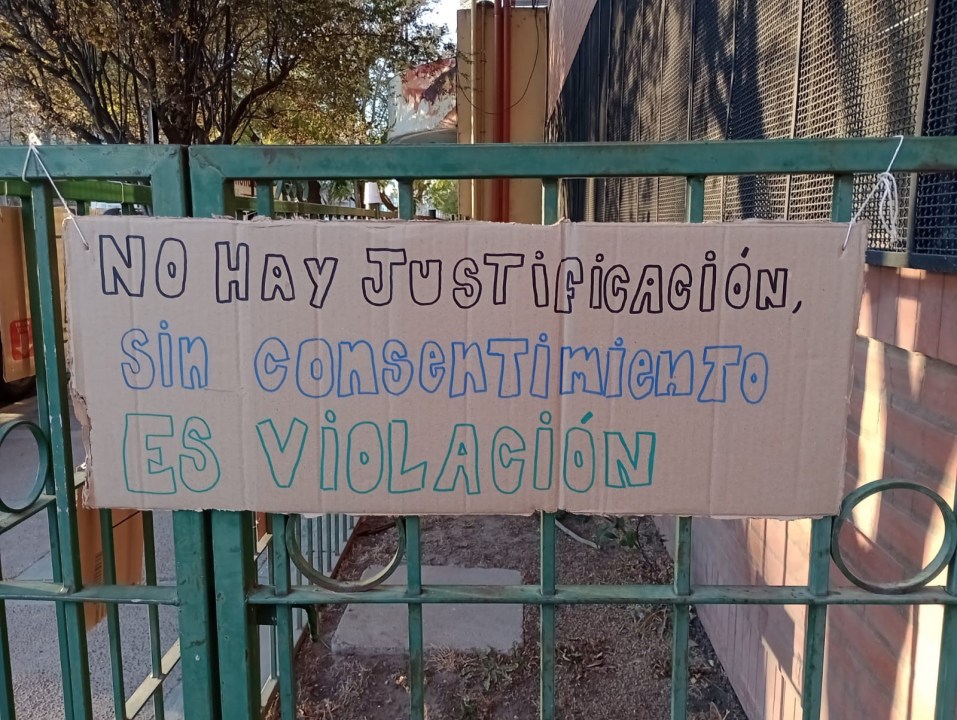 NO HAY JUSTIFICACIÓN,
SIN CONSENTIMIENTO
ES VIOLACIÓN